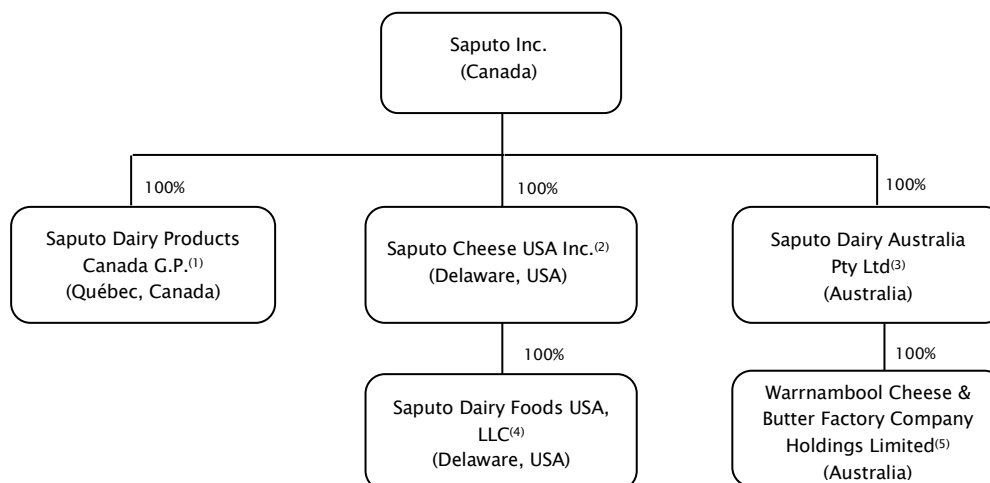 Saputo Inc.
(Canada)
100%
100%
100%
Saputo Dairy Products
Canada G.P.(1)
(Québec, Canada)
Saputo Cheese USA Inc.(2)
(Delaware, USA)
Saputo Dairy Australia
Pty Ltd(3)
(Australia)
100%
100%
Saputo Dairy Foods USA,
LLC(4)
(Delaware, USA)
Warrnambool Cheese &
Butter Factory Company
Holdings Limited(5)
(Australia)